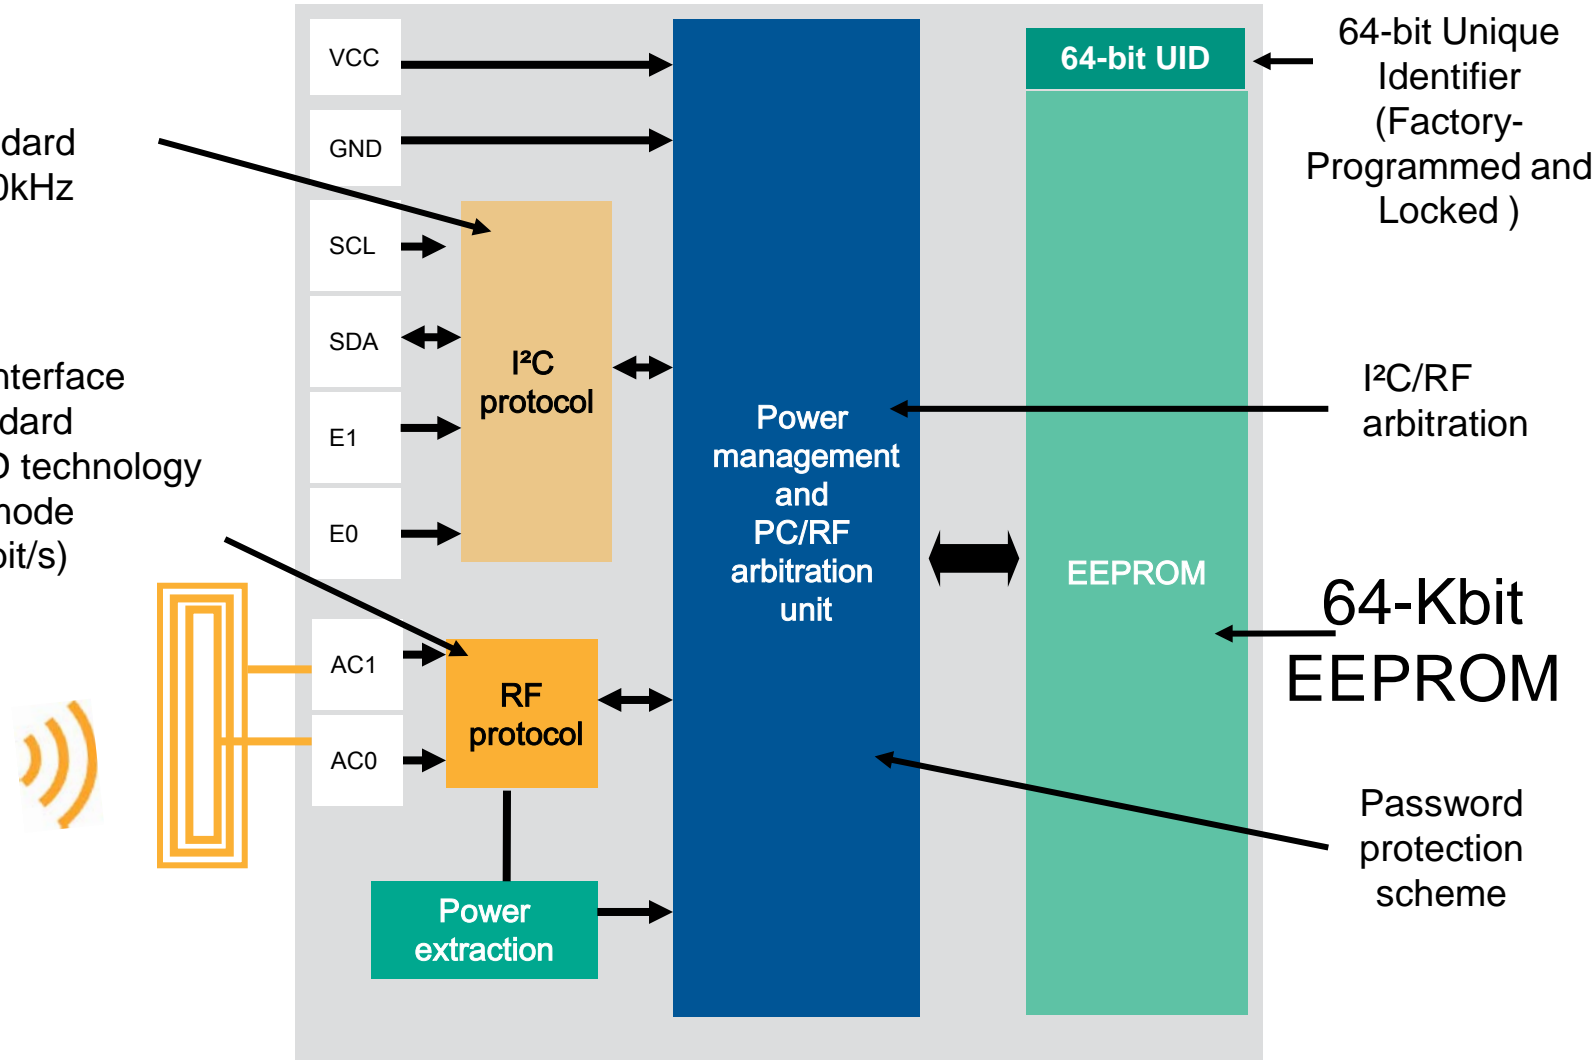 VCC
GND
SCL
SDA
E1
E0
AC1
AC0
dard
0kHz
nterface
dard
D technology
node
bit/s)
I²C
protocol
RF
protocol
Power
extraction
Power
management
and
PC/RF
arbitration
unit
64-bit UID
EEPROM
64-bit Unique
Identifier
(Factory-
Programmed and
Locked )
I²C/RF
arbitration
64-Kbit
EEPROM
Password
protection
scheme